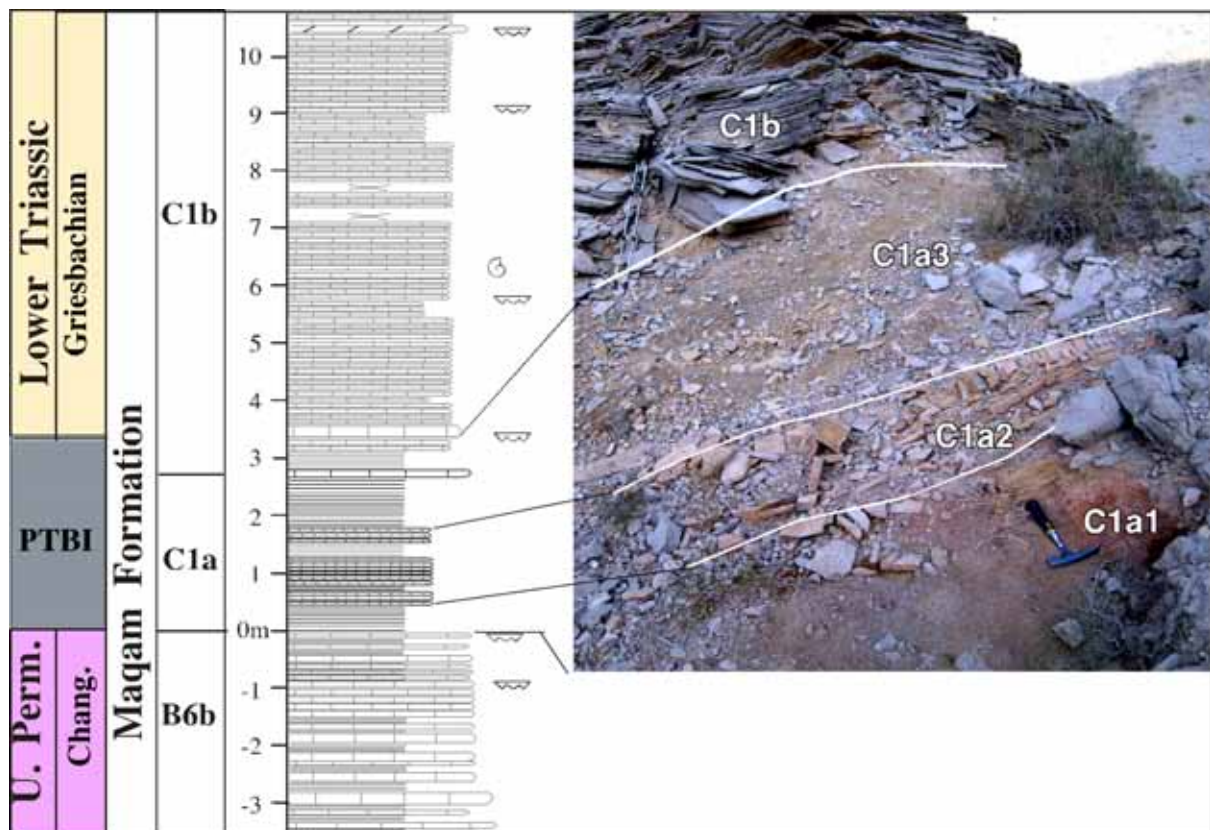 Lower Triassic
Griesbachian
PTBI
U. Perm.
Chang.
Maqam Formation
C1b
C1a
B6b
10
9
8
7
6
5
4
3
2
1
0m
-1
-2
-3
C1b
C1a3
C1a2
C1a1